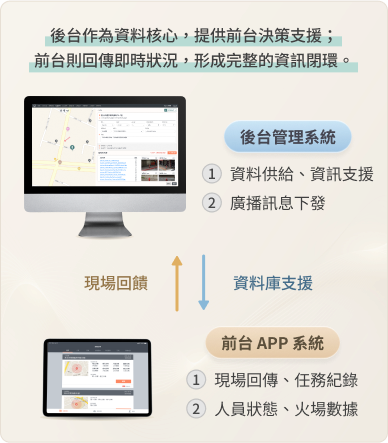 後台作為資料核心，提供前台決策支援；
前台則回傳即時狀況，形成完整的資訊閉環。
後台管理系統
1 資料供給、資訊支援
2 廣播訊息下發
現場回饋
資料庫支援
前台 APP 系統
1 現場回傳、任務紀錄
2 人員狀態、火場數據